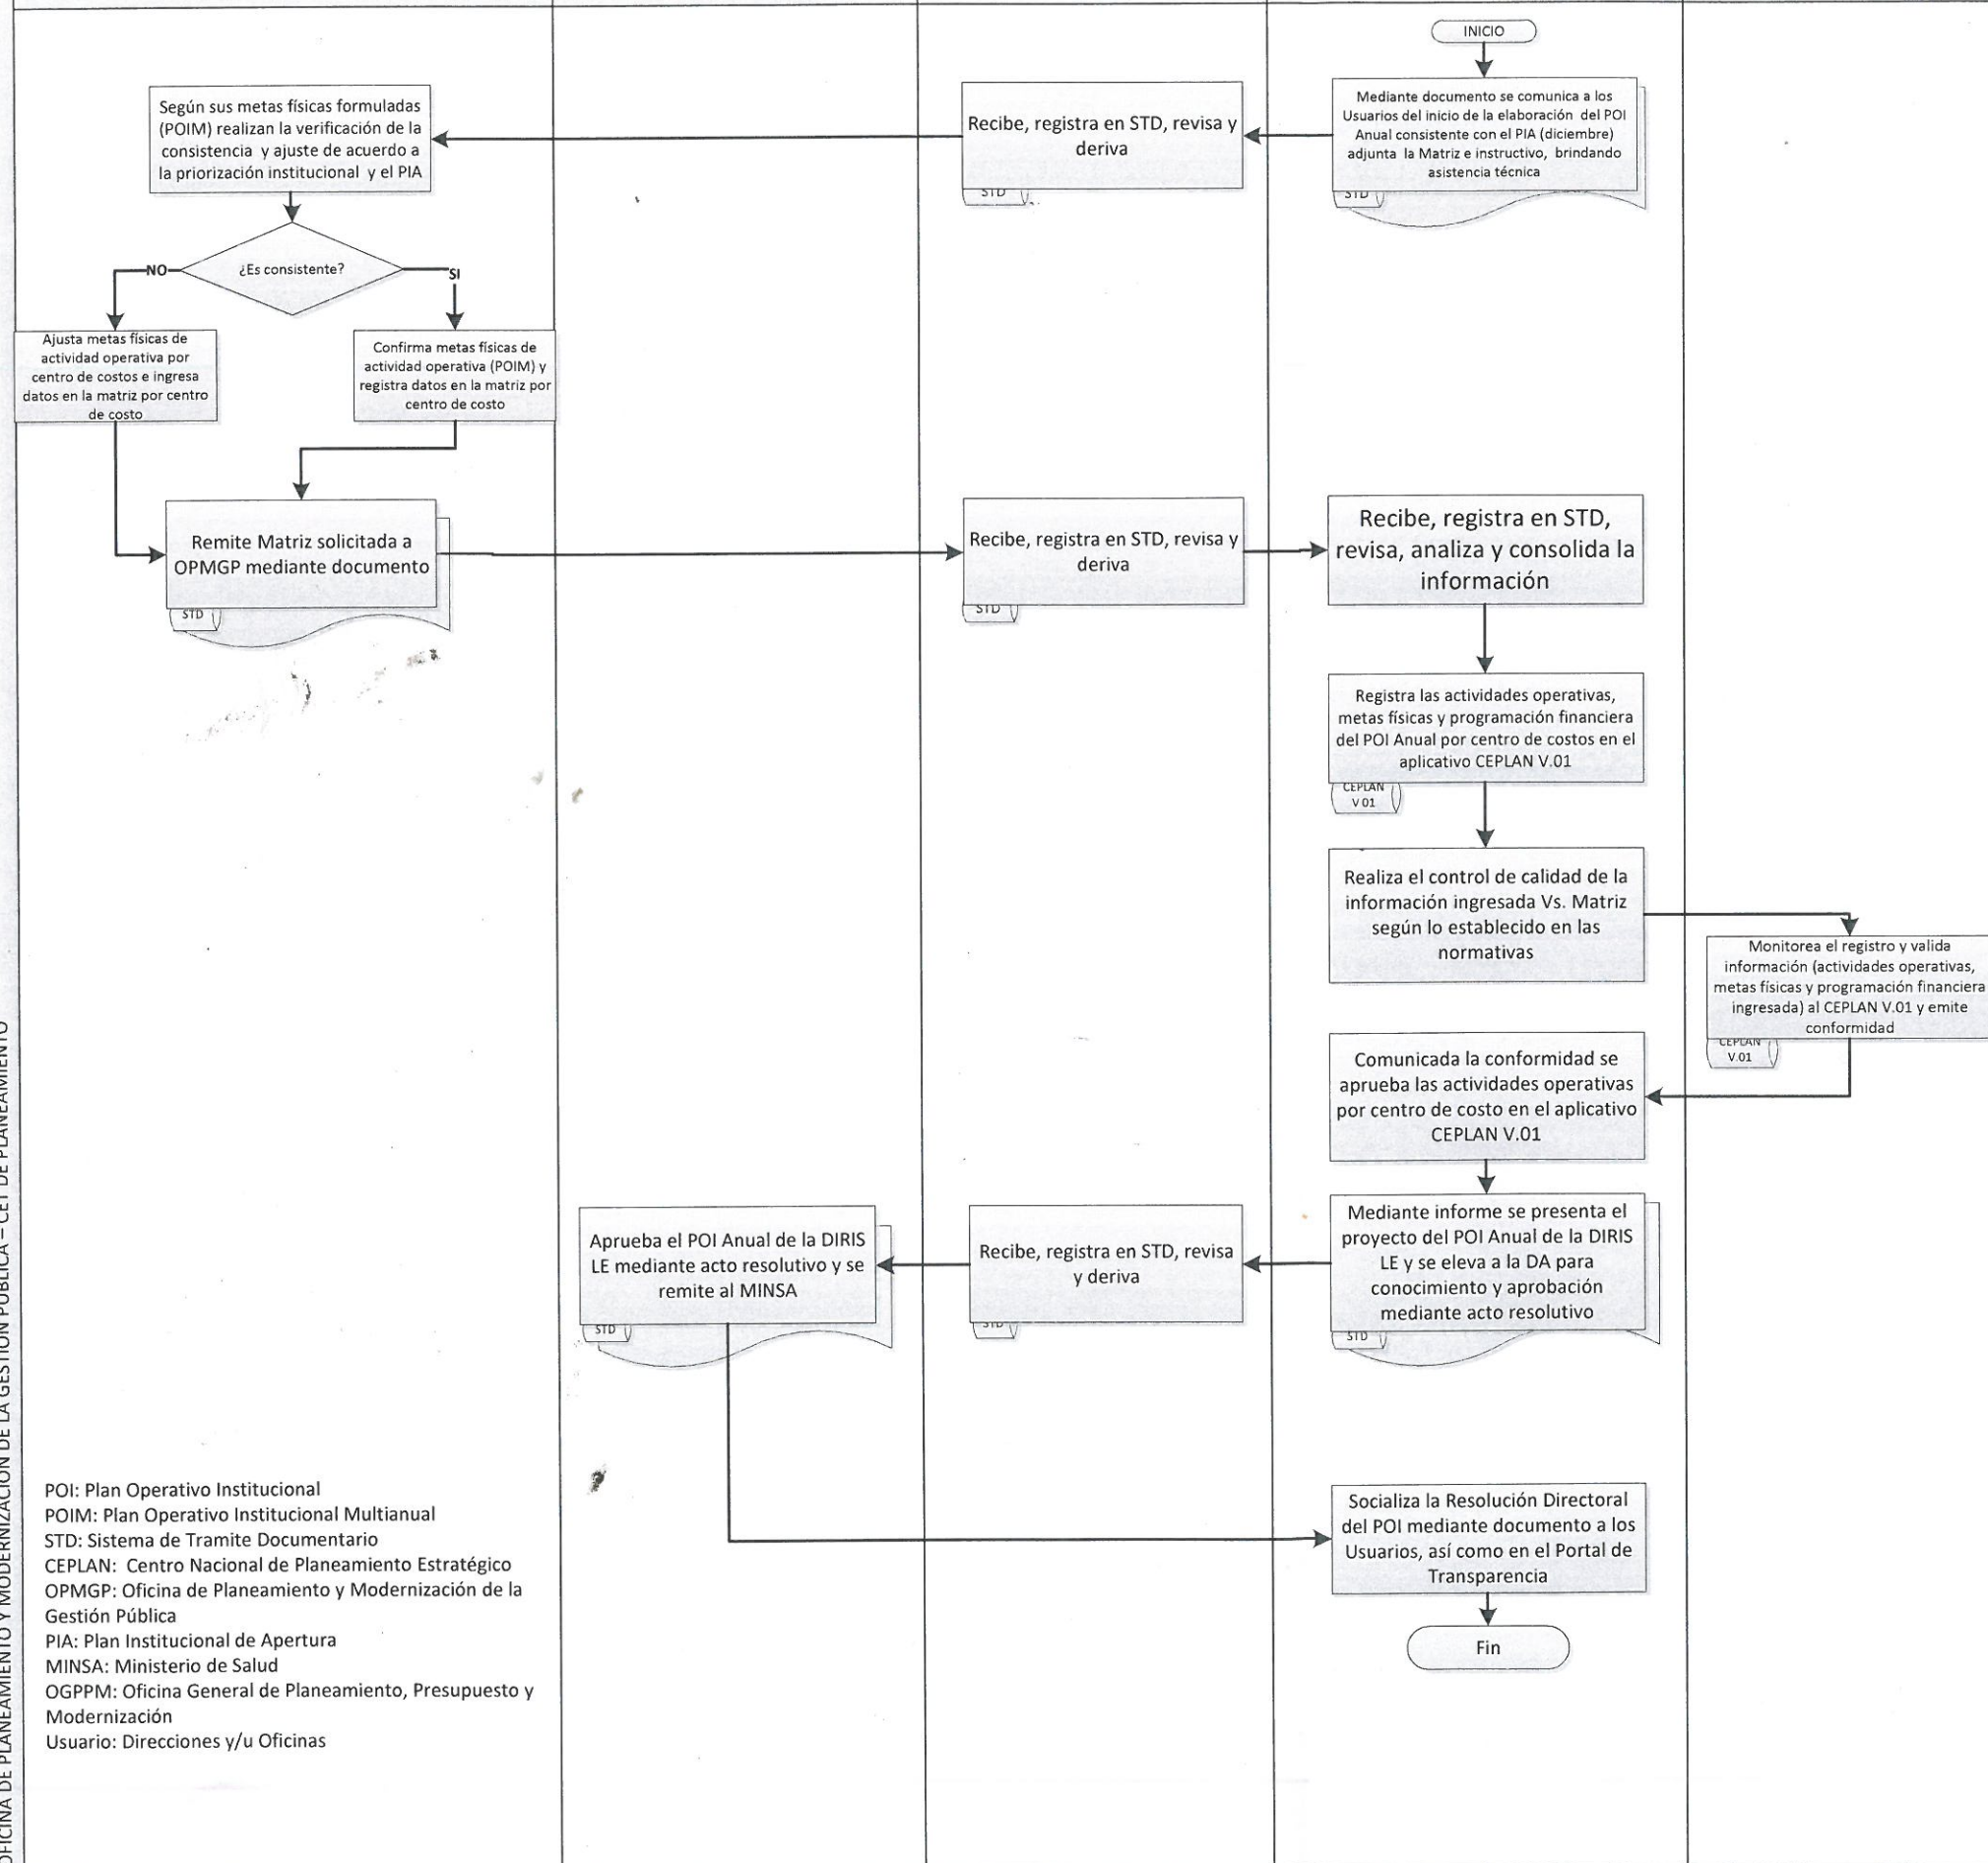 INICIO
Mediante documento se comunica a los
Usuarios del inicio de la elaboración del POI
Anual consistente con el PIA (diciembre)
adjunta la Matriz e instructivo, brindando
asistencia técnica
STD
Recibe, registra en STD, revisa y
deriva
STD
Según sus metas físicas formuladas
(POIM) realizan la verificación de la
consistencia y ajuste de acuerdo a
la priorización institucional y el PIA
¿Es consistente?
NO
SI
Ajusta metas físicas de
actividad operativa por
centro de costos e ingresa
datos en la matriz por centro
de costo
Confirma metas físicas de
actividad operativa (POIM) y
registra datos en la matriz por
centro de costo
Remite Matriz solicitada a
OPMGP mediante documento
STD
Recibe, registra en STD, revisa y
deriva
STD
Recibe, registra en STD,
revisa, analiza y consolida la
información
Registra las actividades operativas,
metas físicas y programación financiera
del POI Anual por centro de costos en el
aplicativo CEPLAN V.01
CEPLAN
V 01
Realiza el control de calidad de la
información ingresada Vs. Matriz
según lo establecido en las
normativas
Monitorea el registro y valida
información (actividades operativas,
metas físicas y programación financiera
ingresada) al CEPLAN V.01 y emite
conformidad
CEPLAN
V.01
Comunicada la conformidad se
aprueba las actividades operativas
por centro de costo en el aplicativo
CEPLAN V.01
Mediante informe se presenta el
proyecto del POI Anual de la DIRIS
LE y se eleva a la DA para
conocimiento y aprobación
mediante acto resolutivo
STD
Recibe, registra en STD, revisa
y deriva
STD
Aprueba el POI Anual de la DIRIS
LE mediante acto resolutivo y se
remite al MINSA
STD
Socializa la Resolución Directoral
del POI mediante documento a los
Usuarios, así como en el Portal de
Transparencia
Fin
POI: Plan Operativo Institucional
POIM: Plan Operativo Institucional Multianual
STD: Sistema de Tramite Documentario
CEPLAN: Centro Nacional de Planeamiento Estratégico
OPMGP: Oficina de Planeamiento y Modernización de la
Gestión Pública
PIA: Plan Institucional de Apertura
MINSA: Ministerio de Salud
OGPPM: Oficina General de Planeamiento, Presupuesto y
Modernización
Usuario: Direcciones y/u Oficinas
OFICINA DE PLANEAMIENTO Y MODERNIZACIÓN DE LA GESTIÓN PÚBLICA – CET DE PLANEAMIENTO